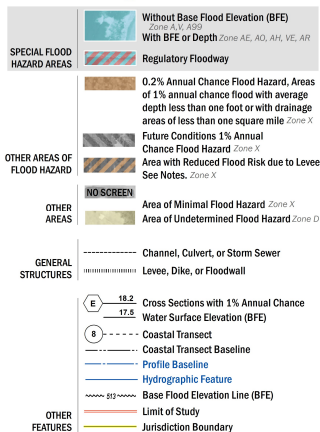 SPECIAL FLOOD
HAZARD AREAS
Without Base Flood Elevation (BFE)
Zone A,V, A99
With BFE or Depth Zone AE, AO, AH, VE, AR
Regulatory Floodway
OTHER AREAS OF
FLOOD HAZARD
0.2% Annual Chance Flood Hazard, Areas
of 1% annual chance flood with average
depth less than one foot or with drainage
areas of less than one square mile Zone X
Future Conditions 1% Annual
Chance Flood Hazard Zone X
Area with Reduced Flood Risk due to Levee
See Notes. Zone X
OTHER
AREAS
NO SCREEN
Area of Minimal Flood Hazard Zone X
Area of Undetermined Flood Hazard Zone D
GENERAL
STRUCTURES
Channel, Culvert, or Storm Sewer
Levee, Dike, or Floodwall
OTHER
FEATURES
E 18.2 Cross Sections with 1% Annual Chance
17.5 Water Surface Elevation (BFE)
8 Coastal Transect
Coastal Transect Baseline
Profile Baseline
Hydrographic Feature
513 Base Flood Elevation Line (BFE)
Limit of Study
Jurisdiction Boundary